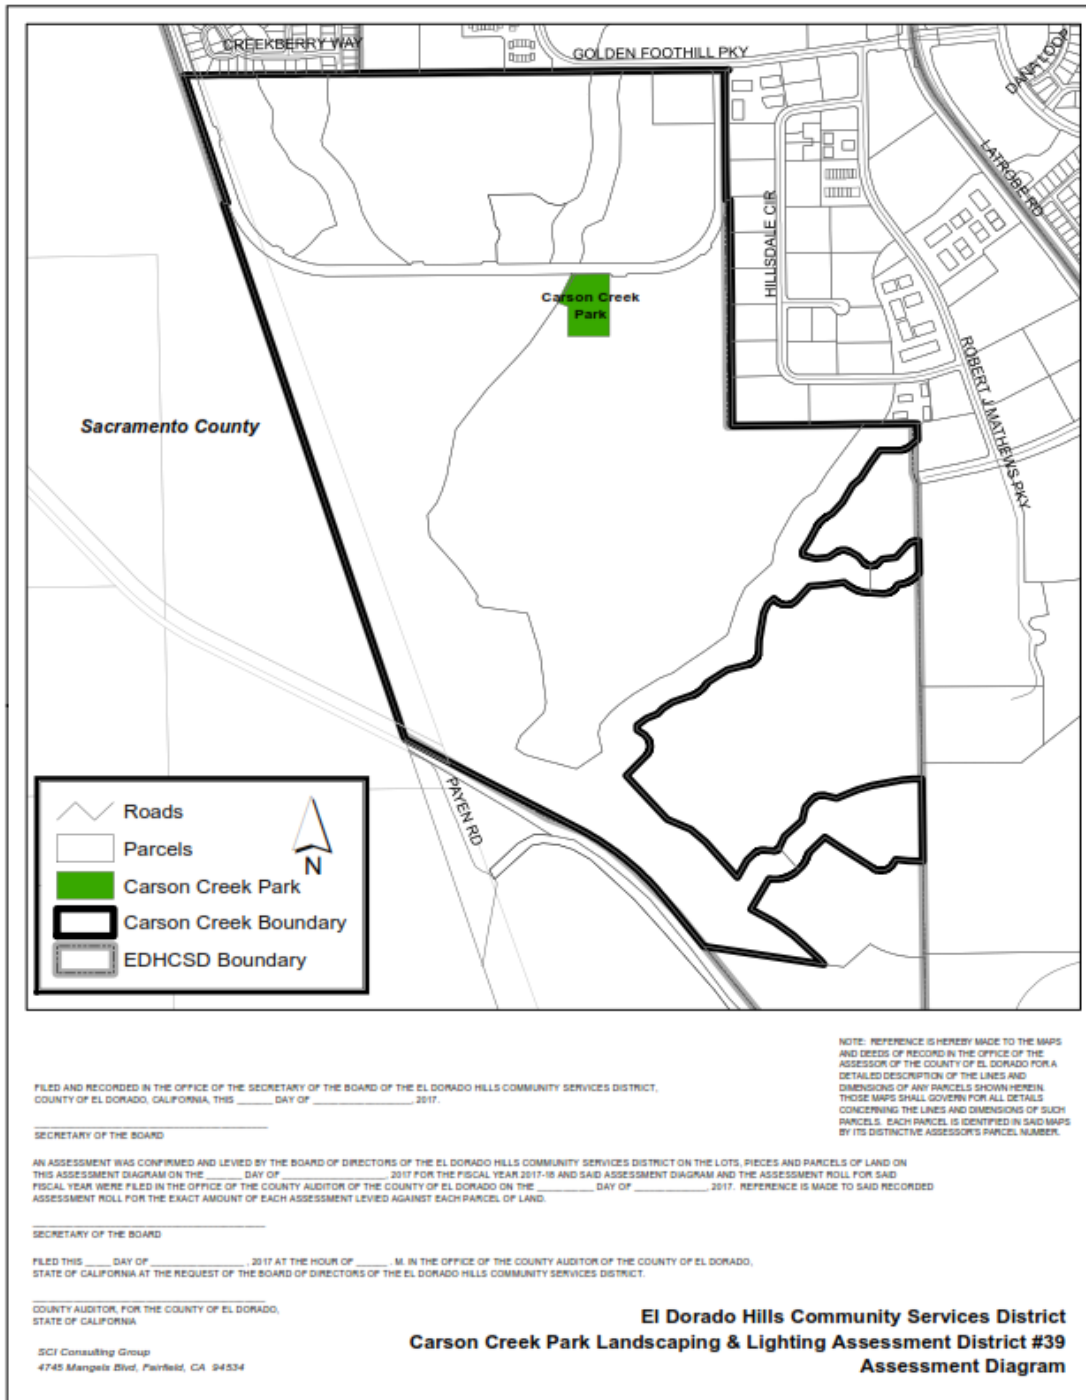 CREEKBERRY WAY
GOLDEN FOOTHILL PKY
DANA LOOP
LATROBE RD
HILLSDALE CIR
Carson Creek
Park
ROBERT J MATHEWS PKY
Sacramento County
PAYEN RD
Roads
Parcels
N
Carson Creek Park
Carson Creek Boundary
EDHCSD Boundary
NOTE: REFERENCE IS HEREBY MADE TO THE MAPS
AND DEEDS OF RECORD IN THE OFFICE OF THE
ASSESSOR OF THE COUNTY OF EL DORADO FOR A
DETAILED DESCRIPTION OF THE LINES AND
DIMENSIONS OF ANY PARCELS SHOWN HEREIN.
THOSE MAPS SHALL GOVERN FOR ALL DETAILS
CONCERNING THE LINES AND DIMENSIONS OF SUCH
PARCELS. EACH PARCEL IS IDENTIFIED IN SAID MAPS
BY ITS DISTINCTIVE ASSESSOR'S PARCEL NUMBER.
FILED AND RECORDED IN THE OFFICE OF THE SECRETARY OF THE BOARD OF THE EL DORADO HILLS COMMUNITY SERVICES DISTRICT,
COUNTY OF EL DORADO, CALIFORNIA, THIS ______ DAY OF ________________, 2017.
SECRETARY OF THE BOARD
AN ASSESSMENT WAS CONFIRMED AND LEVIED BY THE BOARD OF DIRECTORS OF THE EL DORADO HILLS COMMUNITY SERVICES DISTRICT ON THE LOTS, PIECES AND PARCELS OF LAND ON
THIS ASSESSMENT DIAGRAM ON THE ______ DAY OF ________________, 2017 FOR THE FISCAL YEAR 2017-18 AND SAID ASSESSMENT DIAGRAM AND THE ASSESSMENT ROLL FOR SAID
FISCAL YEAR WERE FILED IN THE OFFICE OF THE COUNTY AUDITOR OF THE COUNTY OF EL DORADO ON THE _________ DAY OF ____________, 2017. REFERENCE IS MADE TO SAID RECORDED
ASSESSMENT ROLL FOR THE EXACT AMOUNT OF EACH ASSESSMENT LEVIED AGAINST EACH PARCEL OF LAND.
SECRETARY OF THE BOARD
FILED THIS ____ DAY OF _______________, 2017 AT THE HOUR OF _____ . M. IN THE OFFICE OF THE COUNTY AUDITOR OF THE COUNTY OF EL DORADO,
STATE OF CALIFORNIA AT THE REQUEST OF THE BOARD OF DIRECTORS OF THE EL DORADO HILLS COMMUNITY SERVICES DISTRICT.
COUNTY AUDITOR, FOR THE COUNTY OF EL DORADO,
STATE OF CALIFORNIA
El Dorado Hills Community Services District
Carson Creek Park Landscaping & Lighting Assessment District #39
Assessment Diagram
SCI Consulting Group
4745 Mangels Blvd, Fairfield, CA 94534